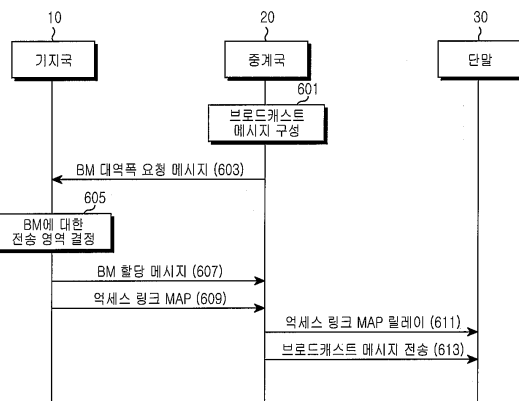 10
20
30
기지국
중계국
단말
601
브로드캐스트
메시지 구성
BM 대역폭 요청 메시지 (603)
605
BM에 대한
전송 영역 결정
BM 할당 메시지 (607)
억세스 링크 MAP (609)
억세스 링크 MAP 릴레이 (611)
브로드캐스트 메시지 전송 (613)